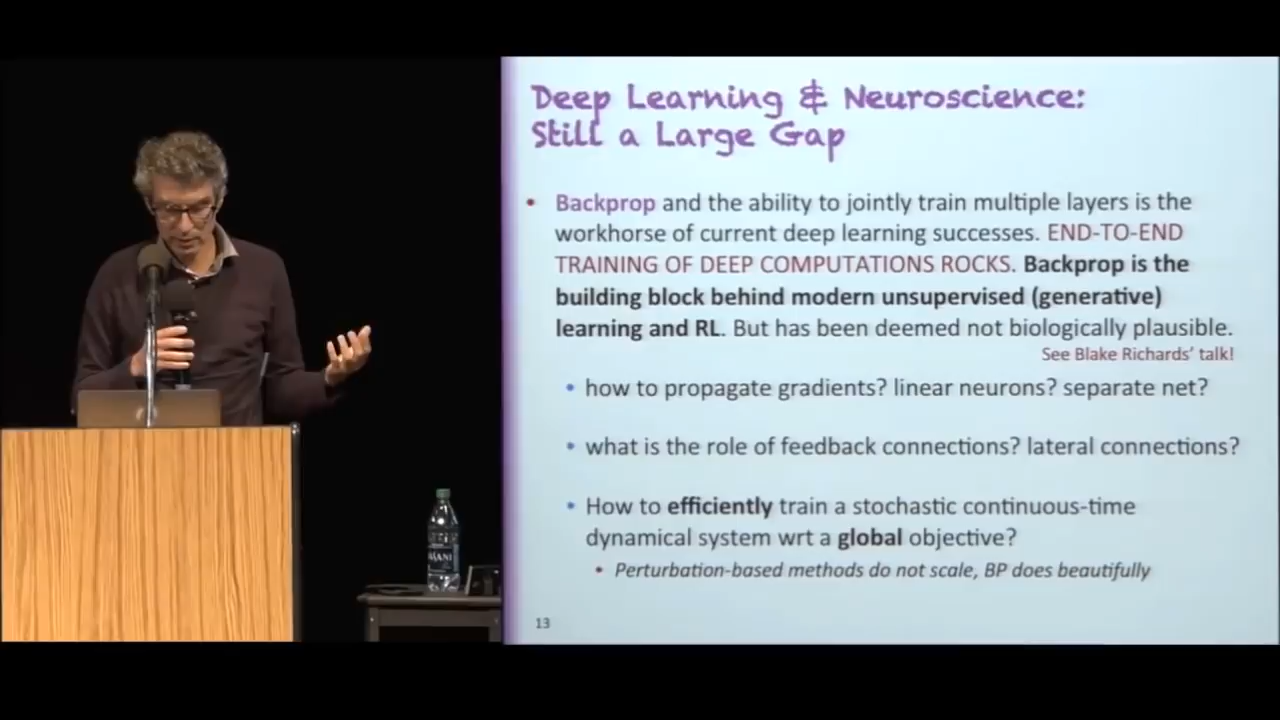 Deep Learning & Neuroscience:
Still a Large Gap
• Backprop and the ability to jointly train multiple layers is the
workhorse of current deep learning successes. END-TO-END
TRAINING OF DEEP COMPUTATIONS ROCKS. Backprop is the
building block behind modern unsupervised (generative)
learning and RL. But has been deemed not biologically plausible.
See Blake Richards' talk!
• how to propagate gradients? linear neurons? separate net?
• what is the role of feedback connections? lateral connections?
• How to efficiently train a stochastic continuous-time
dynamical system wrt a global objective?
• Perturbation-based methods do not scale, BP does beautifully
13